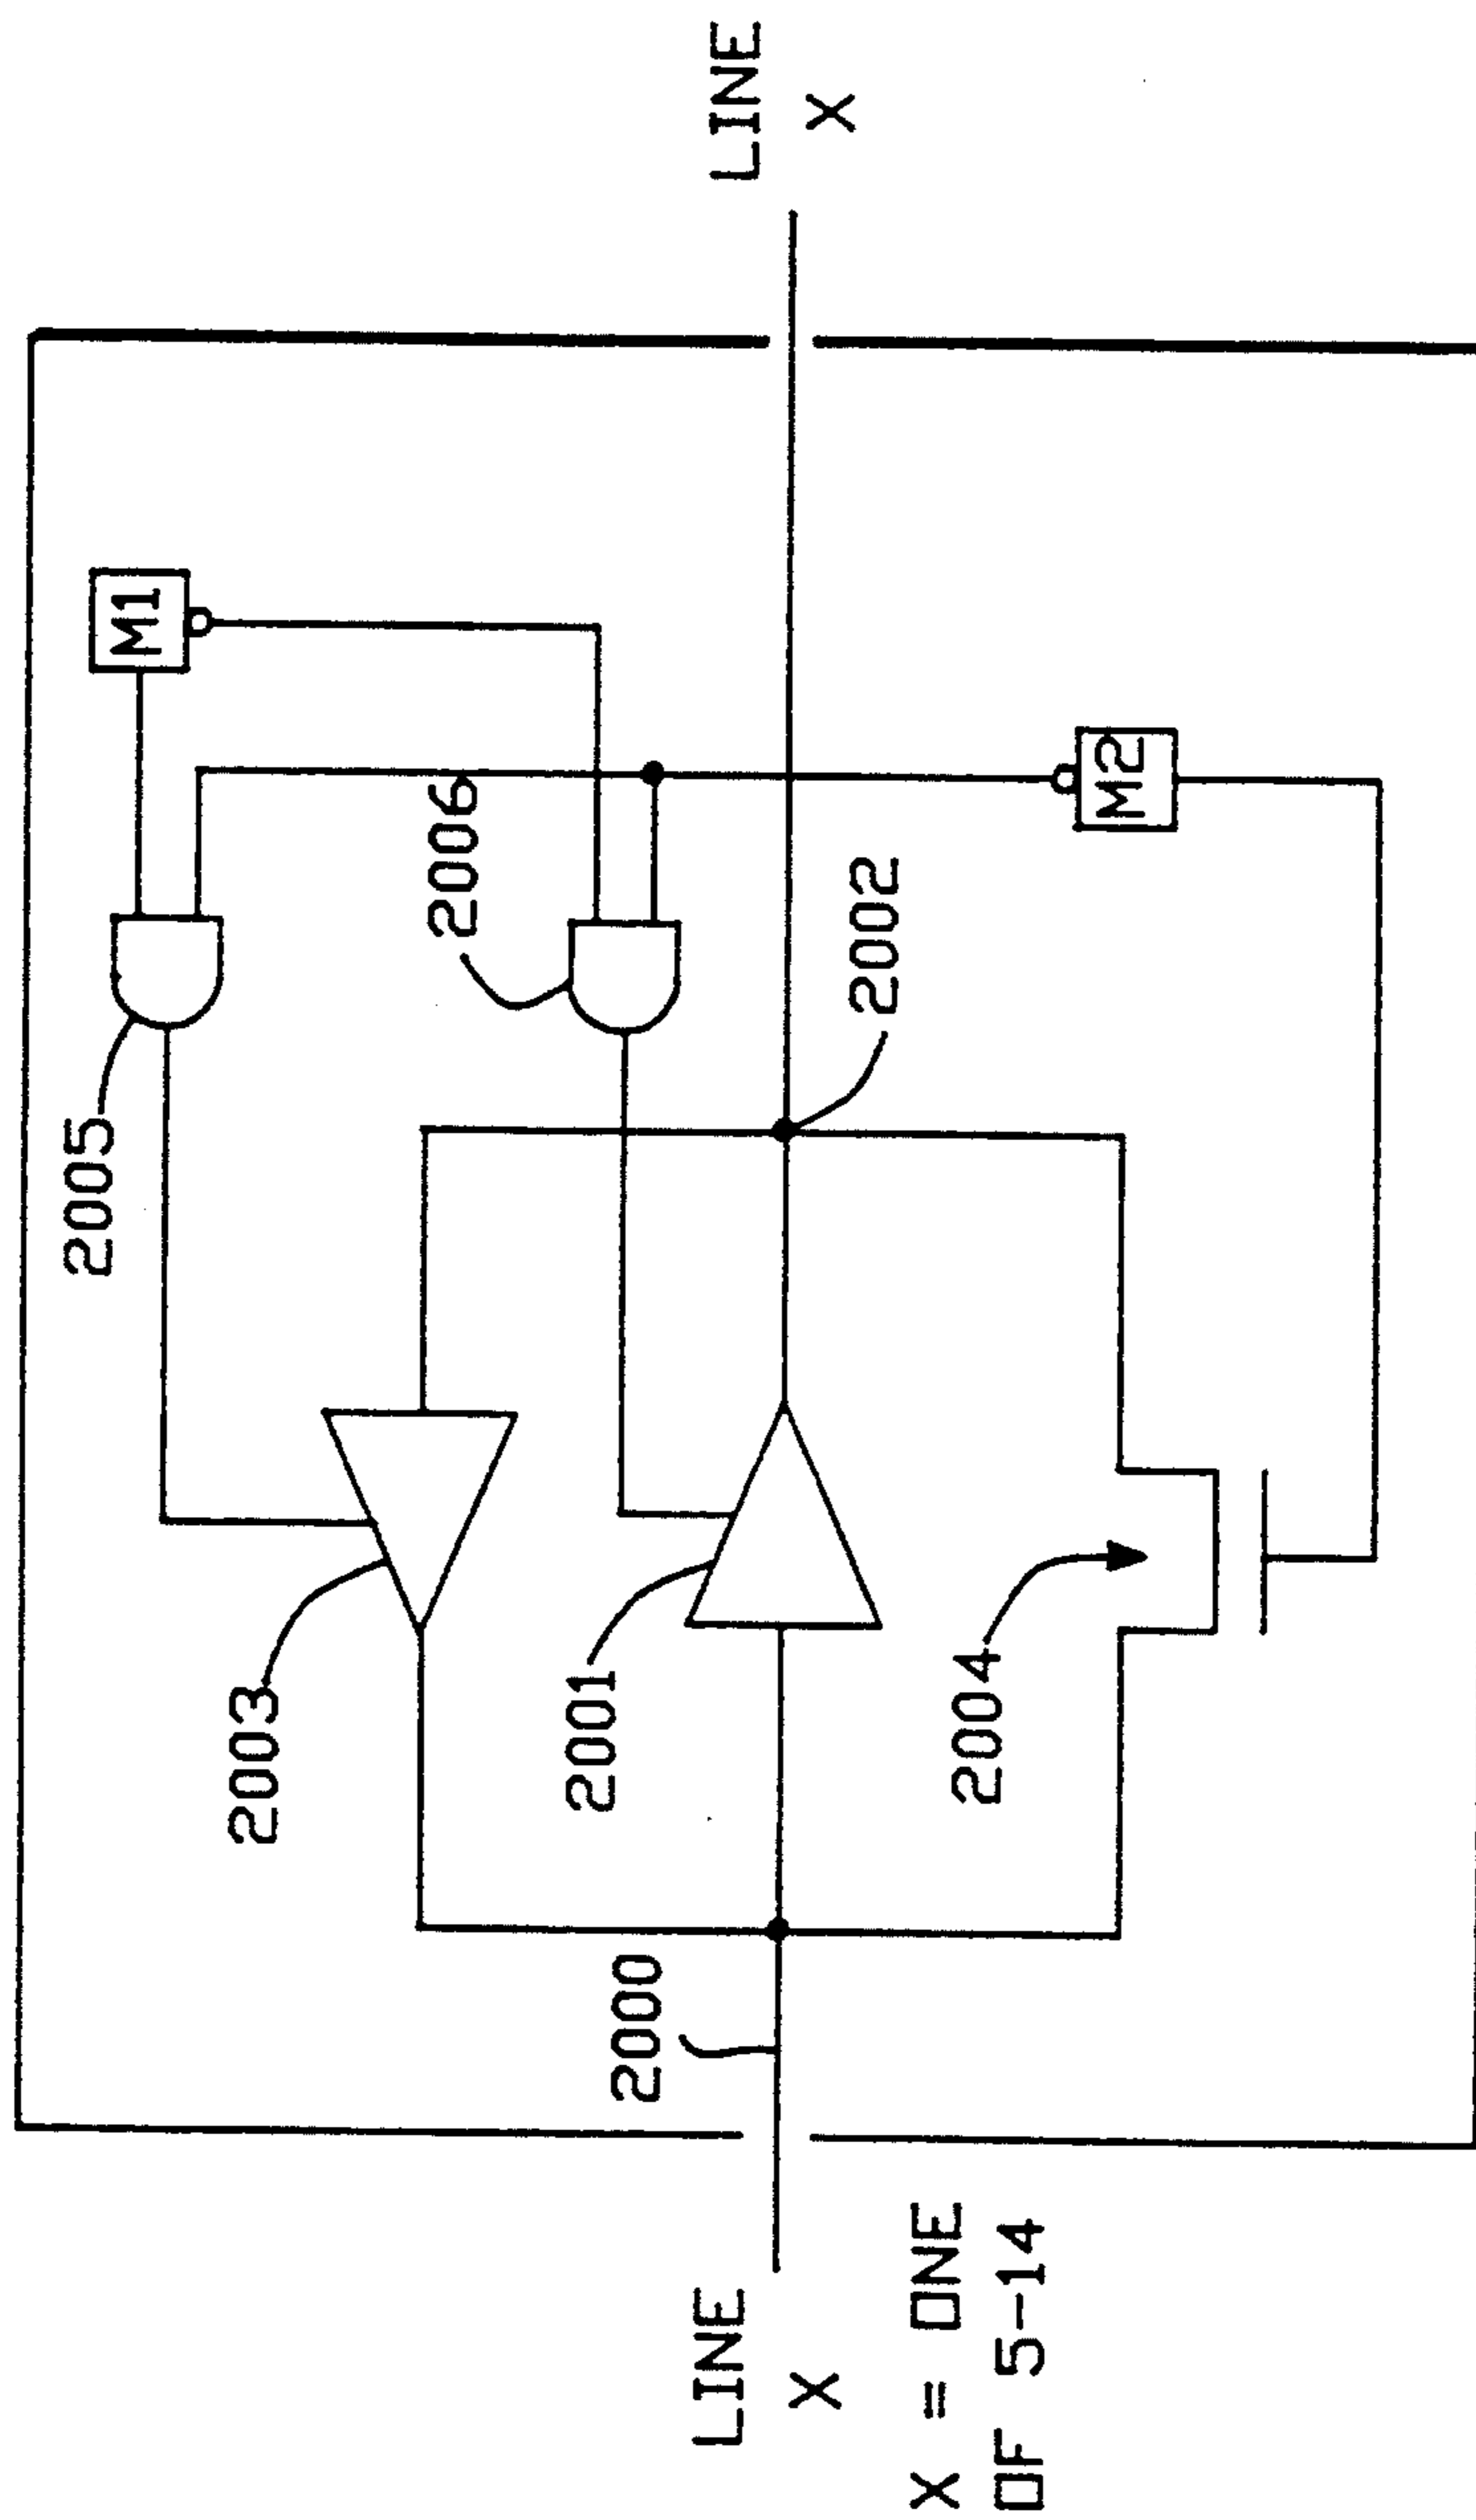 2005
M1
2003
2006
2001
2000
2002
2004
M2
LINE
X
LINE
X
X = ONE
OF 5-14